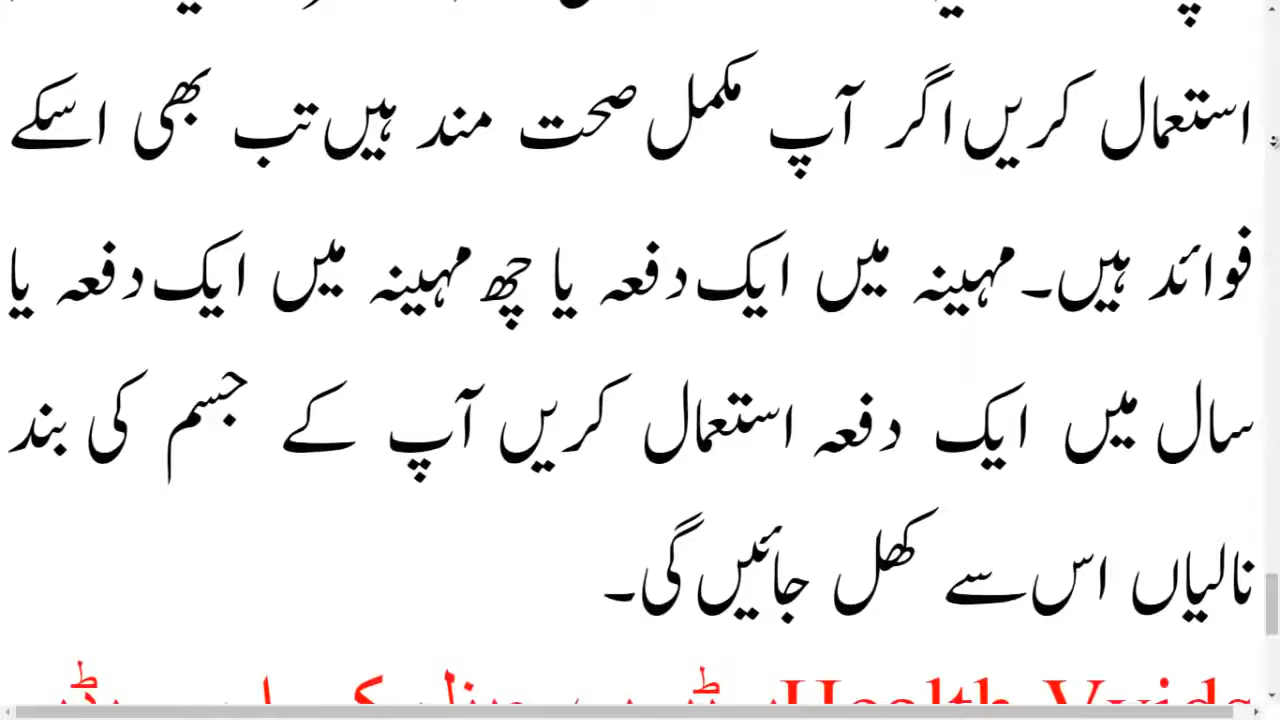 استعمال کریں اگر آپ مکمل صحت مند ہیں تب بھی اسکے
فوائد ہیں۔ مہینہ میں ایک دفعہ یا چھ مہینہ میں ایک دفعہ یا
سال میں ایک دفعہ استعمال کریں آپ کے جسم کی بند
نالیاں اس سے کھل جائیں گی۔
Health Vvids